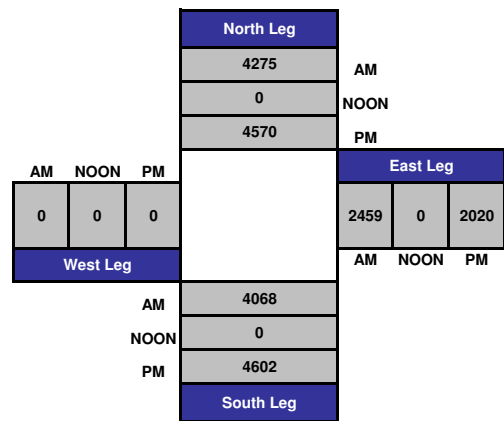 North Leg
4275 AM
0 NOON
4570 PM
AM NOON PM
East Leg
0 0 0
2459 0 2020
West Leg
AM NOON PM
AM 4068
NOON 0
PM 4602
South Leg